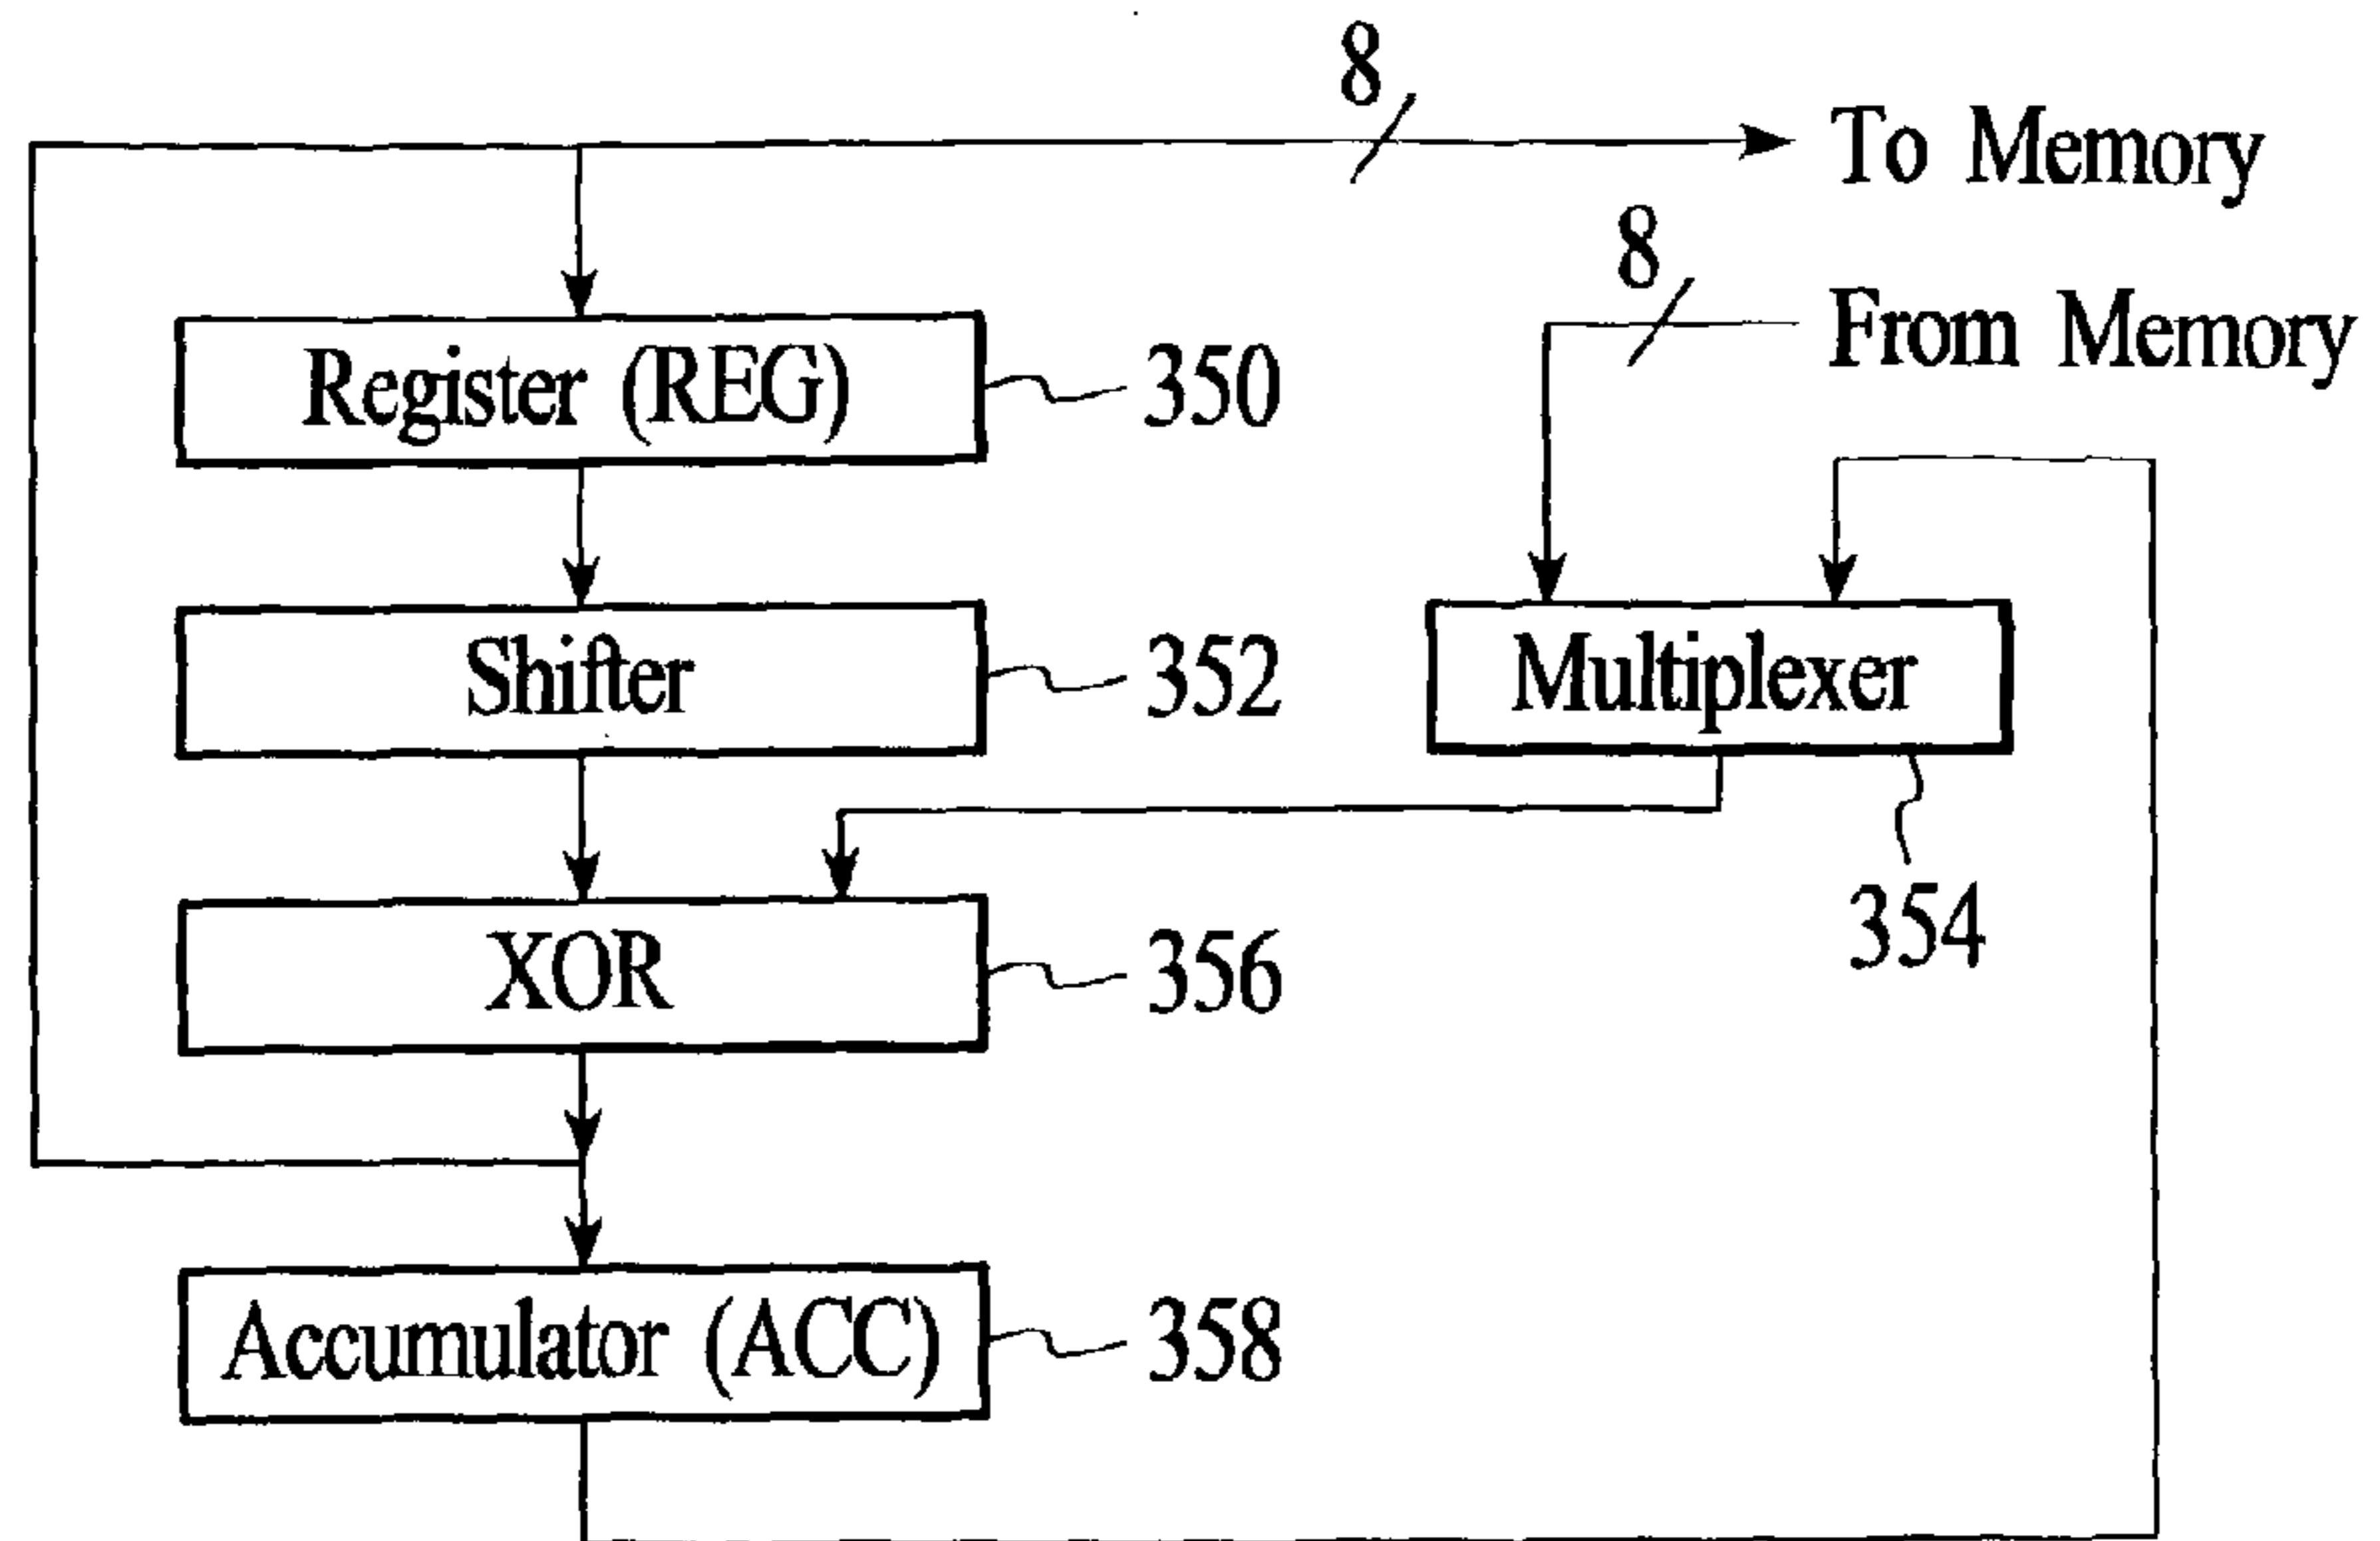 8
To Memory
8
From Memory
Register (REG)
350
Shifter
352
Multiplexer
354
XOR
356
Accumulator (ACC)
358